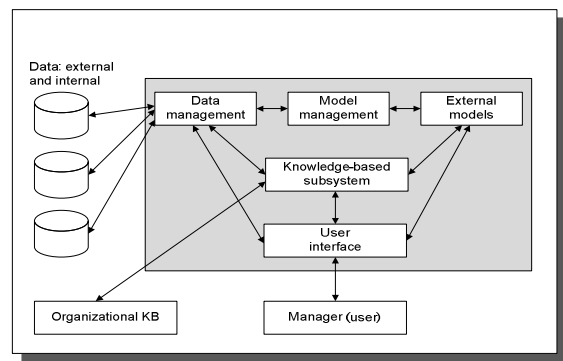 Data: external
and internal
Data
management
Model
management
External
models
Knowledge-based
subsystem
User
interface
Organizational KB
Manager (user)